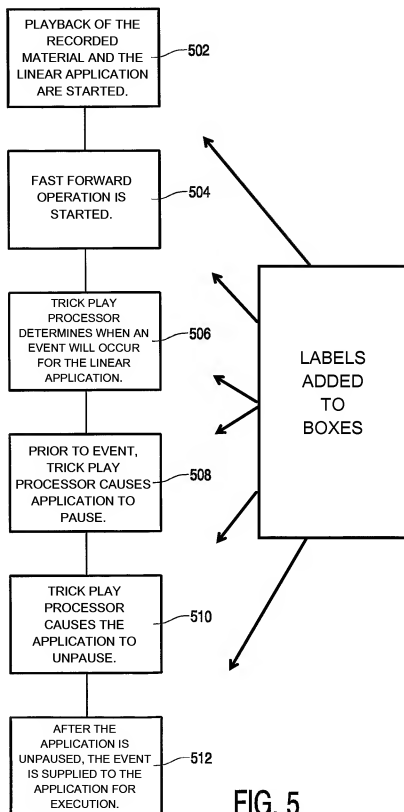 PLAYBACK OF THE
RECORDED
MATERIAL AND THE
LINEAR APPLICATION
ARE STARTED.
502
FAST FORWARD
OPERATION IS
STARTED.
504
TRICK PLAY
PROCESSOR
DETERMINES WHEN AN
EVENT WILL OCCUR
FOR THE LINEAR
APPLICATION.
506
LABELS
ADDED
TO
BOXES
PRIOR TO EVENT,
TRICK PLAY
PROCESSOR CAUSES
APPLICATION TO
PAUSE.
508
TRICK PLAY
PROCESSOR
CAUSES THE
APPLICATION TO
UNPAUSE.
510
AFTER THE
APPLICATION IS
UNPAUSED, THE EVENT
IS SUPPLIED TO THE
APPLICATION FOR
EXECUTION.
512
FIG. 5